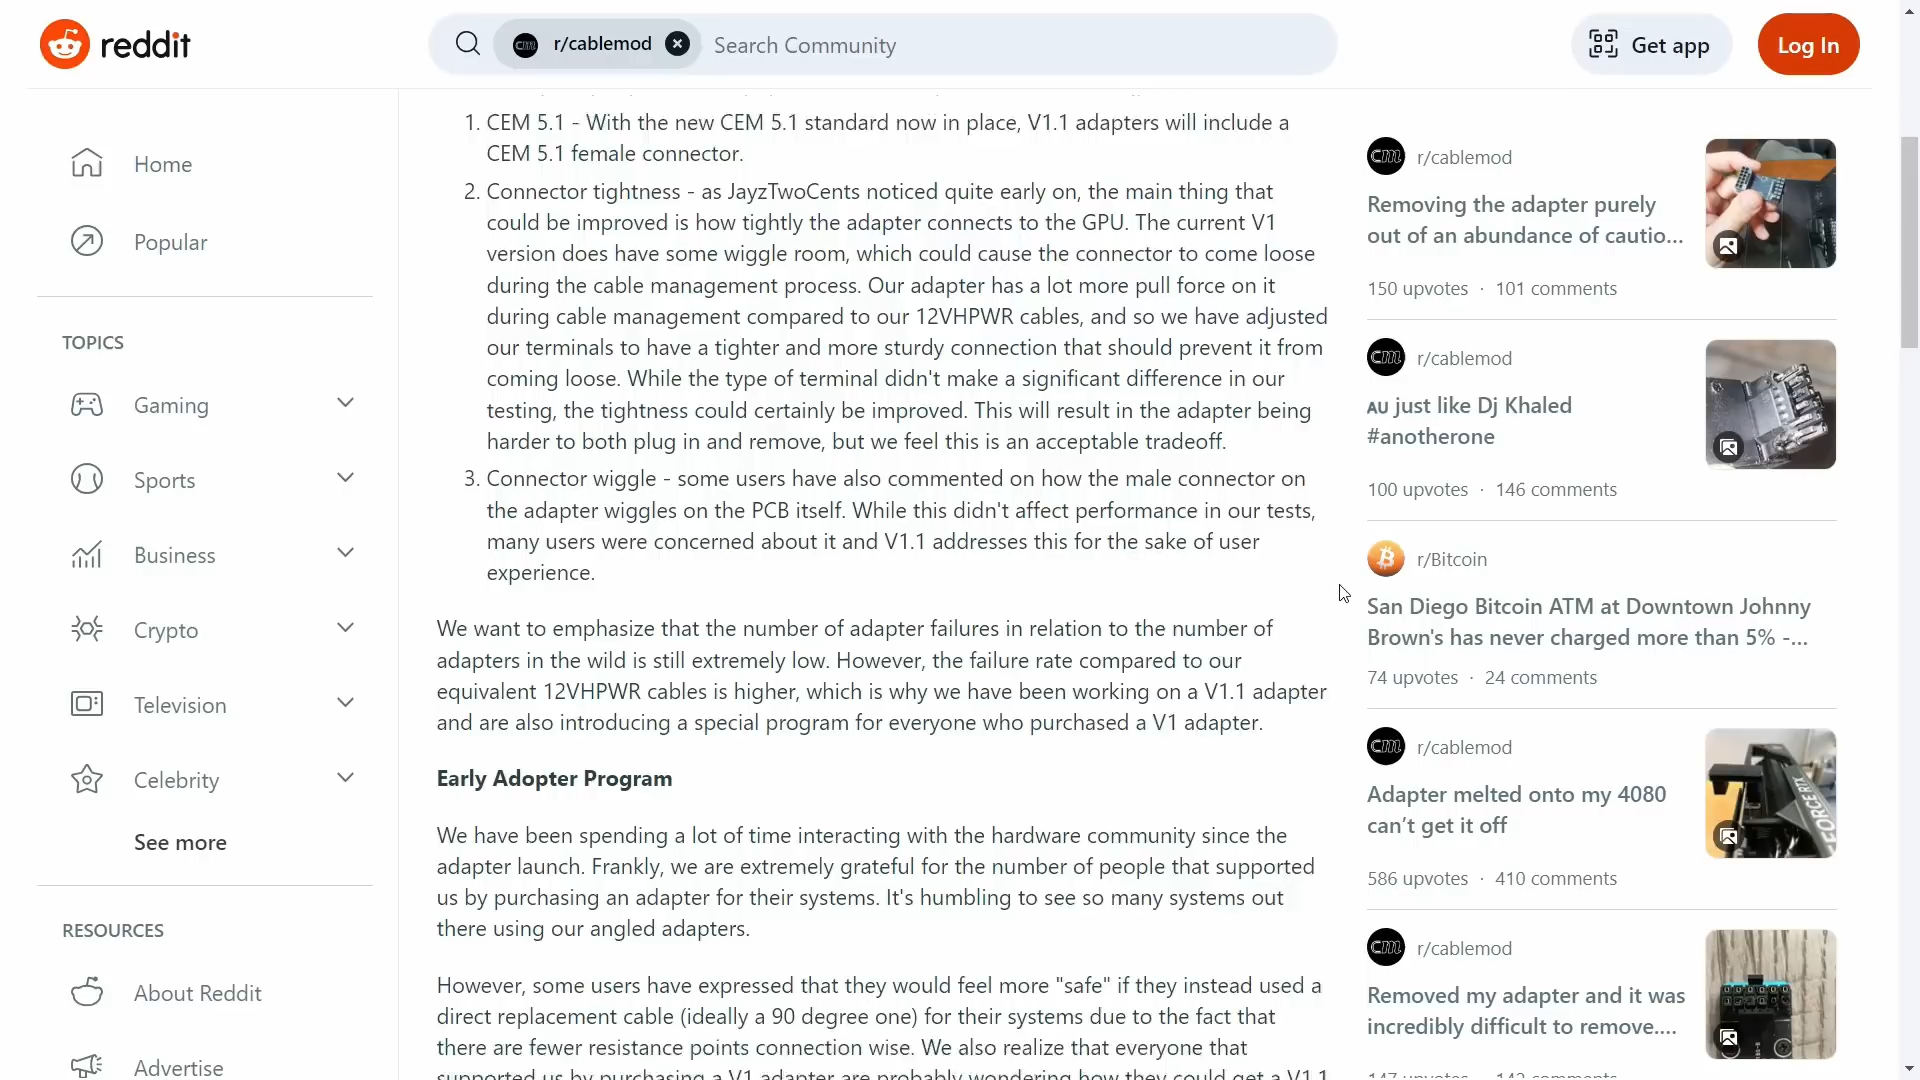 reddit
r/cablemod
Search Community
Get app
Log In
Home
Popular
TOPICS
Gaming
Sports
Business
Crypto
Television
Celebrity
See more
RESOURCES
About Reddit
Advertise
1. CEM 5.1 - With the new CEM 5.1 standard now in place, V1.1 adapters will include a
CEM 5.1 female connector.
2. Connector tightness - as JayzTwoCents noticed quite early on, the main thing that
could be improved is how tightly the adapter connects to the GPU. The current V1
version does have some wiggle room, which could cause the connector to come loose
during the cable management process. Our adapter has a lot more pull force on it
during cable management compared to our 12VHPWR cables, and so we have adjusted
our terminals to have a tighter and more sturdy connection that should prevent it from
coming loose. While the type of terminal didn't make a significant difference in our
testing, the tightness could certainly be improved. This will result in the adapter being
harder to both plug in and remove, but we feel this is an acceptable tradeoff.
3. Connector wiggle - some users have also commented on how the male connector on
the adapter wiggles on the PCB itself. While this didn't affect performance in our tests,
many users were concerned about it and V1.1 addresses this for the sake of user
experience.
We want to emphasize that the number of adapter failures in relation to the number of
adapters in the wild is still extremely low. However, the failure rate compared to our
equivalent 12VHPWR cables is higher, which is why we have been working on a V1.1 adapter
and are also introducing a special program for everyone who purchased a V1 adapter.
Early Adopter Program
We have been spending a lot of time interacting with the hardware community since the
adapter launch. Frankly, we are extremely grateful for the number of people that supported
us by purchasing an adapter for their systems. It's humbling to see so many systems out
there using our angled adapters.
However, some users have expressed that they would feel more "safe" if they instead used a
direct replacement cable (ideally a 90 degree one) for their systems due to the fact that
there are fewer resistance points connection wise. We also realize that everyone that
supported us by purchasing a V1 adapter are probably wondering how they could get a V1.1
cm r/cablemod
Removing the adapter purely
out of an abundance of cautio...
150 upvotes · 101 comments
cm r/cablemod
AU just like Dj Khaled
#anotherone
100 upvotes · 146 comments
r/Bitcoin
San Diego Bitcoin ATM at Downtown Johnny
Brown's has never charged more than 5% -...
74 upvotes · 24 comments
cm r/cablemod
Adapter melted onto my 4080
can't get it off
586 upvotes · 410 comments
cm r/cablemod
Removed my adapter and it was
incredibly difficult to remove....
147 upvotes · 142 comments